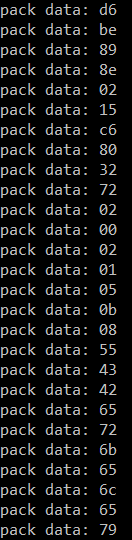 pack data: d6
pack data: be
pack data: 89
pack data: 8e
pack data: 02
pack data: 15
pack data: c6
pack data: 80
pack data: 32
pack data: 72
pack data: 02
pack data: 00
pack data: 02
pack data: 01
pack data: 05
pack data: 0b
pack data: 08
pack data: 55
pack data: 43
pack data: 42
pack data: 65
pack data: 72
pack data: 6b
pack data: 65
pack data: 6c
pack data: 65
pack data: 79